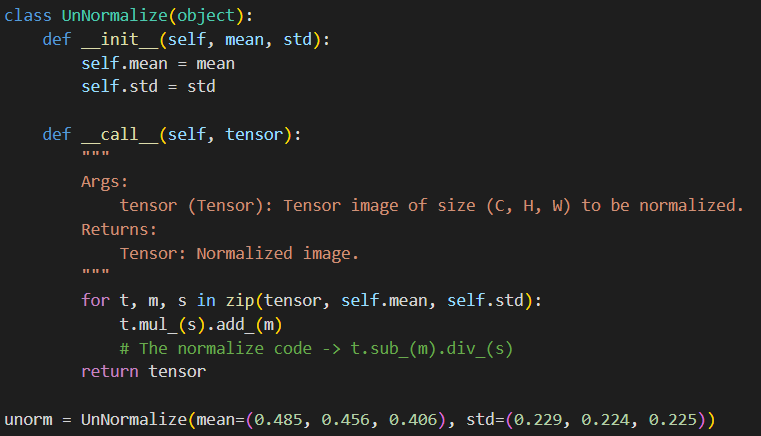 class UnNormalize(object):
    def __init__(self, mean, std):
        self.mean = mean
        self.std = std

    def __call__(self, tensor):
        """
        Args:
            tensor (Tensor): Tensor image of size (C, H, W) to be normalized.
        Returns:
            Tensor: Normalized image.
        """
        for t, m, s in zip(tensor, self.mean, self.std):
            t.mul_(s).add_(m)
            # The normalize code -> t.sub_(m).div_(s)
        return tensor

unorm = UnNormalize(mean=(0.485, 0.456, 0.406), std=(0.229, 0.224, 0.225))